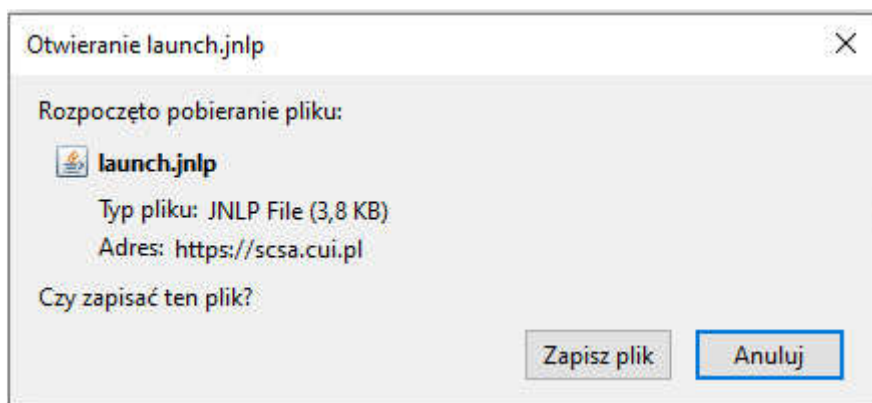 Otwieranie launch.jnlp
Rozpoczęto pobieranie pliku:
launch.jnlp
Typ pliku: JNLP File (3,8 KB)
Adres: https://scsa.cui.pl
Czy zapisać ten plik?
Zapisz plik Anuluj